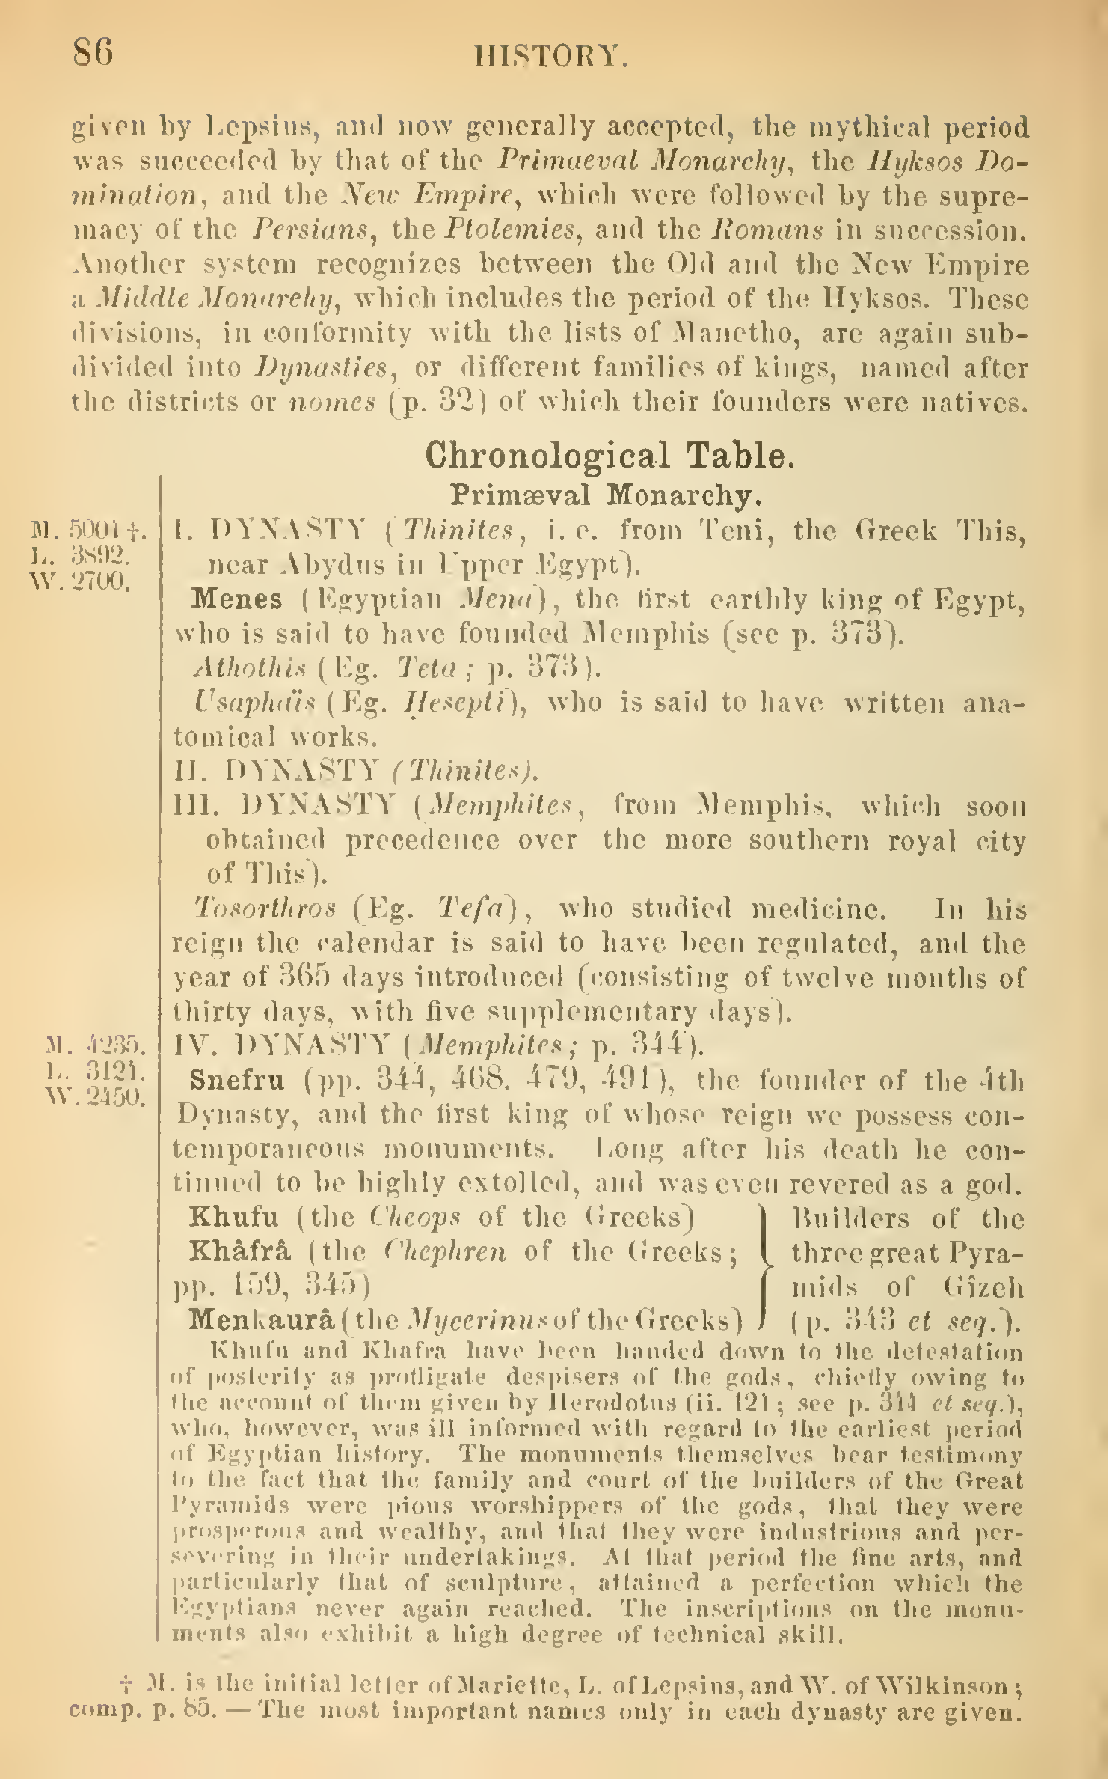 86 HISTORY.
given by Lepsius, and now generally accepted, the mythical period
was succeeded by that of the Primaeval Monarchy, the Hyksos Do-
mination, and the New Empire, which were followed by the supre-
macy of the Persians, the Ptolemies, and the Romans in succession.
Another system recognizes between the Old and the New Empire
a Middle Monarchy, which includes the period of the Hyksos. These
divisions, in conformity with the lists of Manetho, are again sub-
divided into Dynasties, or different families of kings, named after
the districts or nomes (p. 32) of which their founders were natives.
Chronological Table.
Primæval Monarchy.
M. 5004†.
L. 3892.
W. 2700.
I. DYNASTY (Thinites, i. e. from Teni, the Greek This,
near Abydus in Upper Egypt).
Menes (Egyptian Mena), the first earthly king of Egypt,
who is said to have founded Memphis (see p. 373).
Athothis (Eg. Teta; p. 373).
Usaphaïs (Eg. Hesepti), who is said to have written ana-
tomical works.
II. DYNASTY (Thinites).
III. DYNASTY (Memphites, from Memphis, which soon
obtained precedence over the more southern royal city
of This).
Tosorthros (Eg. Tefa), who studied medicine. In his
reign the calendar is said to have been regulated, and the
year of 365 days introduced (consisting of twelve months of
thirty days, with five supplementary days).
M. 4235.
L. 3121.
W. 2450.
IV. DYNASTY (Memphites; p. 344).
Snefru (pp. 344, 468, 479, 491), the founder of the 4th
Dynasty, and the first king of whose reign we possess con-
temporaneous monuments. Long after his death he con-
tinued to be highly extolled, and was even revered as a god.
Khufu (the Cheops of the Greeks)
Khâfrâ (the Chephren of the Greeks;
pp. 159, 345)
Menkaurâ (the Mycerinus of the Greeks)
Builders of the
three great Pyra-
mids of Gîzeh
(p. 343 et seq.).
Khufu and Khafra have been handed down to the detestation
of posterity as profligate despisers of the gods, chiefly owing to
the account of them given by Herodotus (ii. 121; see p. 344 et seq.),
who, however, was ill informed with regard to the earliest period
of Egyptian history. The monuments themselves bear testimony
to the fact that the family and court of the builders of the Great
Pyramids were pious worshippers of the gods, that they were
prosperous and wealthy, and that they were industrious and per-
severing in their undertakings. At that period the fine arts, and
particularly that of sculpture, attained a perfection which the
Egyptians never again reached. The inscriptions on the monu-
ments also exhibit a high degree of technical skill.
† M. is the initial letter of Mariette, L. of Lepsius, and W. of Wilkinson;
comp. p. 85. — The most important names only in each dynasty are given.